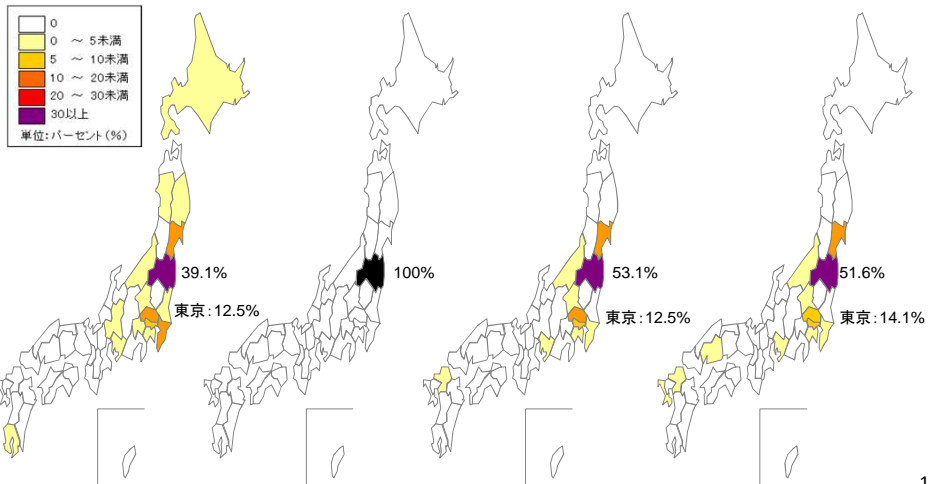 0
0 ～ 5未満
5 ～ 10未満
10 ～ 20未満
20 ～ 30未満
30以上
単位:パーセント(%)
39.1%
東京:12.5%
100%
53.1%
東京:12.5%
51.6%
東京:14.1%
1